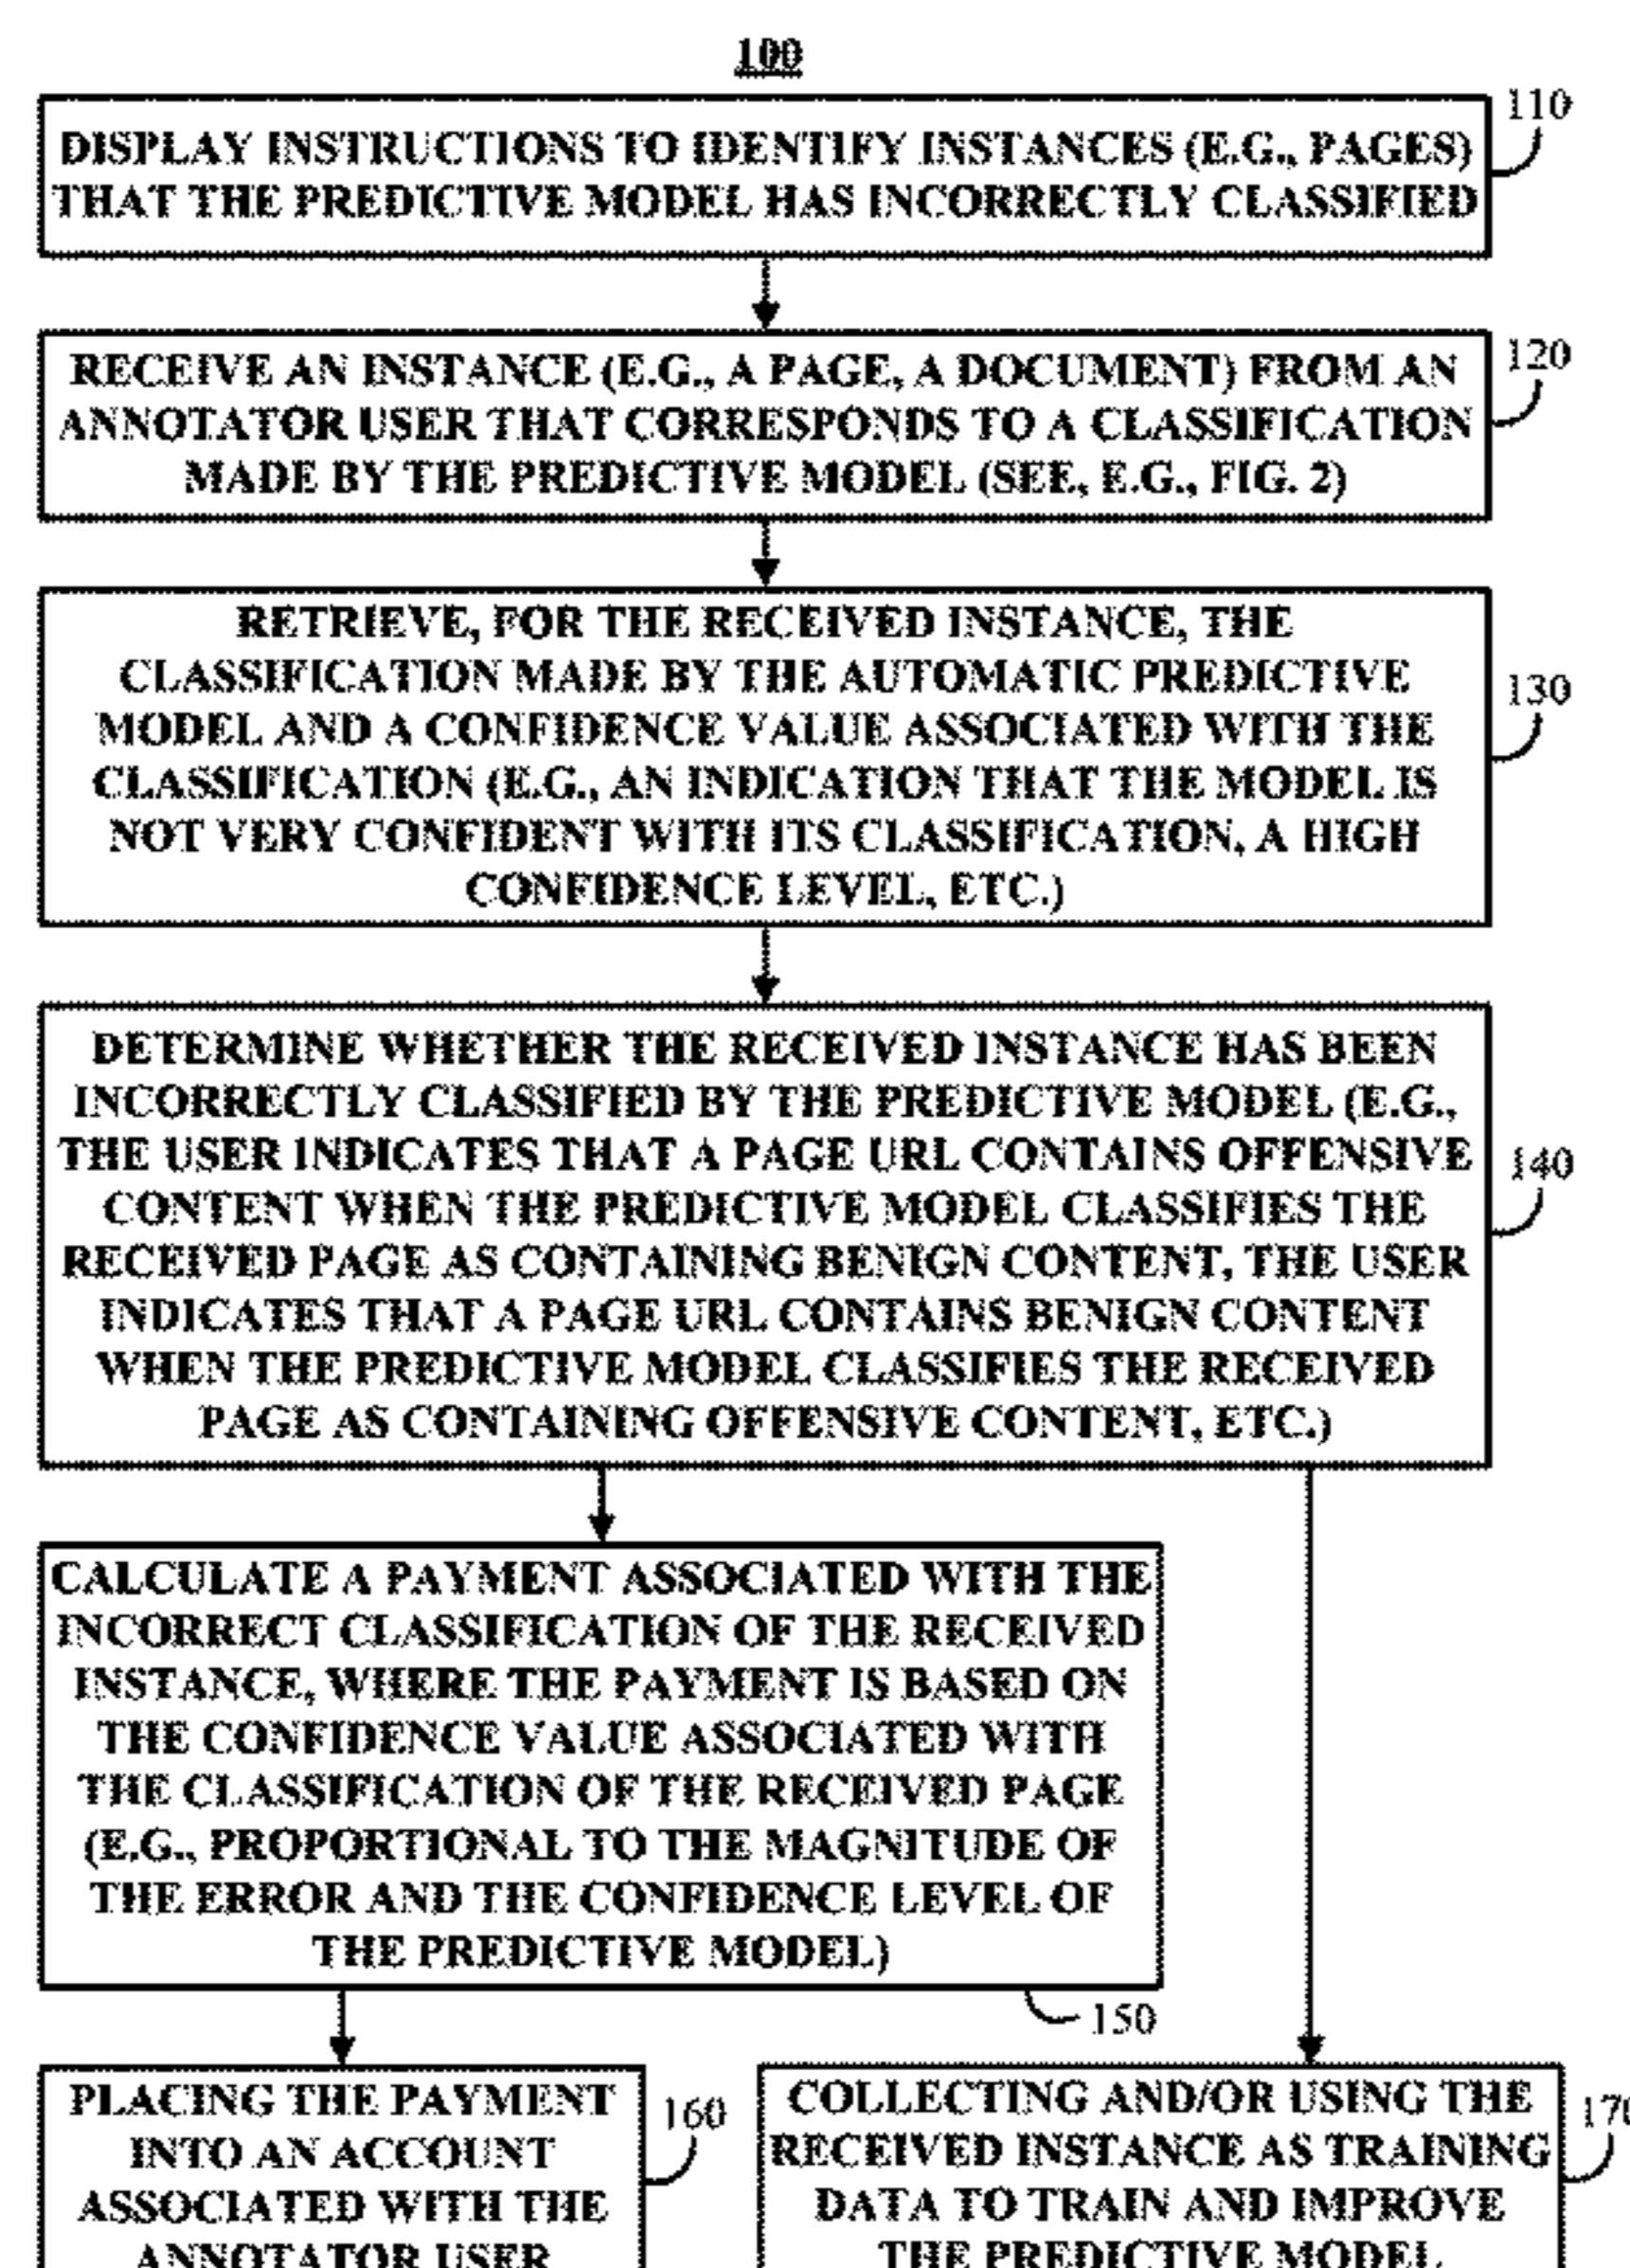 100
DISPLAY INSTRUCTIONS TO IDENTIFY INSTANCES (E.G., PAGES)
THAT THE PREDICTIVE MODEL HAS INCORRECTLY CLASSIFIED
110
RECEIVE AN INSTANCE (E.G., A PAGE, A DOCUMENT) FROM AN
ANNOTATOR USER THAT CORRESPONDS TO A CLASSIFICATION
MADE BY THE PREDICTIVE MODEL (SEE, E.G., FIG. 2)
120
RETRIEVE, FOR THE RECEIVED INSTANCE, THE
CLASSIFICATION MADE BY THE AUTOMATIC PREDICTIVE
MODEL AND A CONFIDENCE VALUE ASSOCIATED WITH THE
CLASSIFICATION (E.G., AN INDICATION THAT THE MODEL IS
NOT VERY CONFIDENT WITH ITS CLASSIFICATION, A HIGH
CONFIDENCE LEVEL, ETC.)
130
DETERMINE WHETHER THE RECEIVED INSTANCE HAS BEEN
INCORRECTLY CLASSIFIED BY THE PREDICTIVE MODEL (E.G.,
THE USER INDICATES THAT A PAGE URL CONTAINS OFFENSIVE
CONTENT WHEN THE PREDICTIVE MODEL CLASSIFIES THE
RECEIVED PAGE AS CONTAINING BENIGN CONTENT, THE USER
INDICATES THAT A PAGE URL CONTAINS BENIGN CONTENT
WHEN THE PREDICTIVE MODEL CLASSIFIES THE RECEIVED
PAGE AS CONTAINING OFFENSIVE CONTENT, ETC.)
140
CALCULATE A PAYMENT ASSOCIATED WITH THE
INCORRECT CLASSIFICATION OF THE RECEIVED
INSTANCE, WHERE THE PAYMENT IS BASED ON
THE CONFIDENCE VALUE ASSOCIATED WITH
THE CLASSIFICATION OF THE RECEIVED PAGE
(E.G., PROPORTIONAL TO THE MAGNITUDE OF
THE ERROR AND THE CONFIDENCE LEVEL OF
THE PREDICTIVE MODEL)
150
PLACING THE PAYMENT
INTO AN ACCOUNT
ASSOCIATED WITH THE
ANNOTATOR USER
160
COLLECTING AND/OR USING THE
RECEIVED INSTANCE AS TRAINING
DATA TO TRAIN AND IMPROVE
THE PREDICTIVE MODEL
170